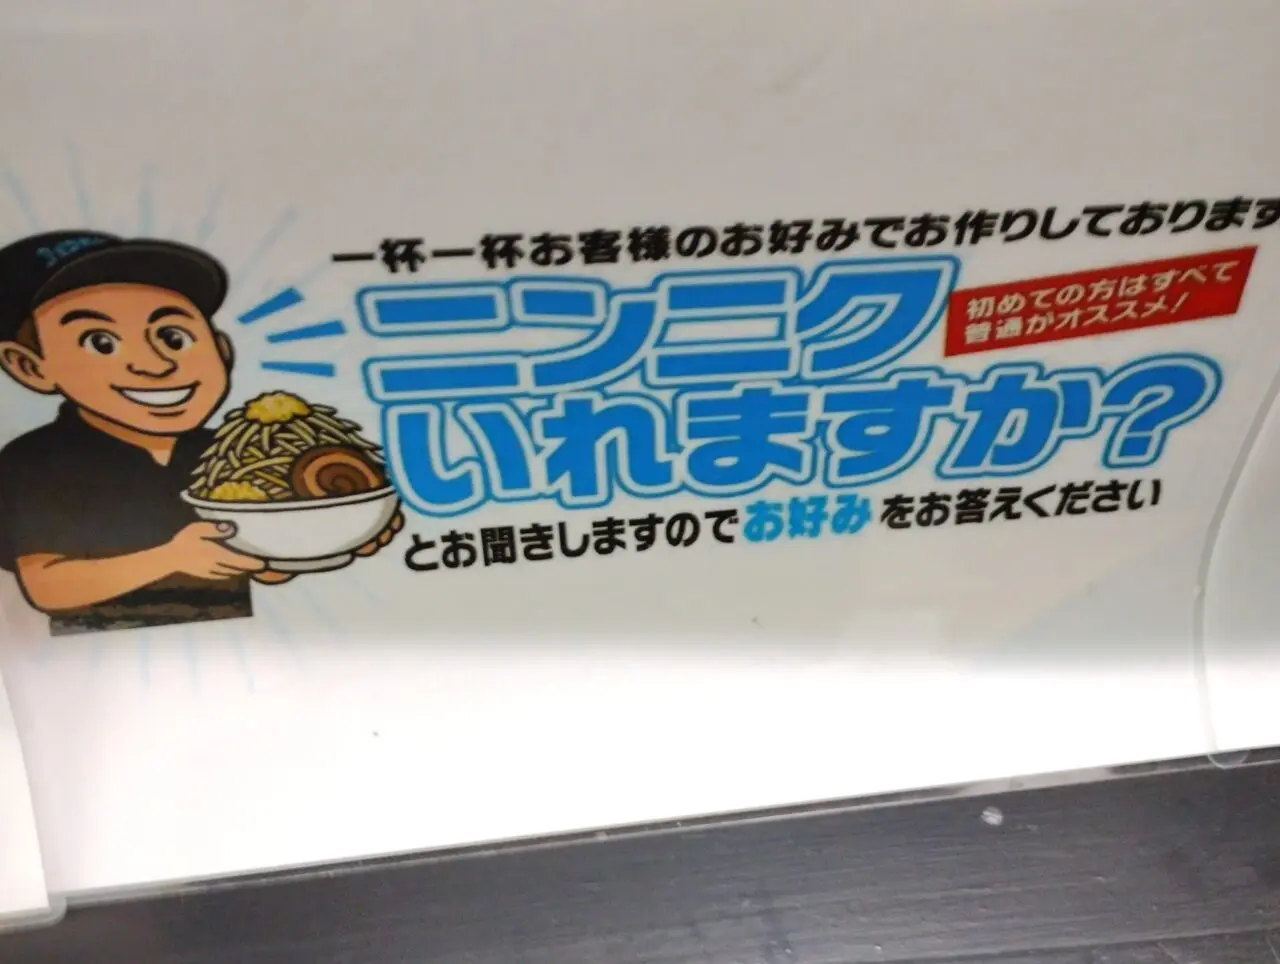 一杯一杯お客様のお好みでお作りしております
ニンニク
初めての方はすべて
普通がオススメ!
いれますか?
とお聞きしますのでお好みをお答えください